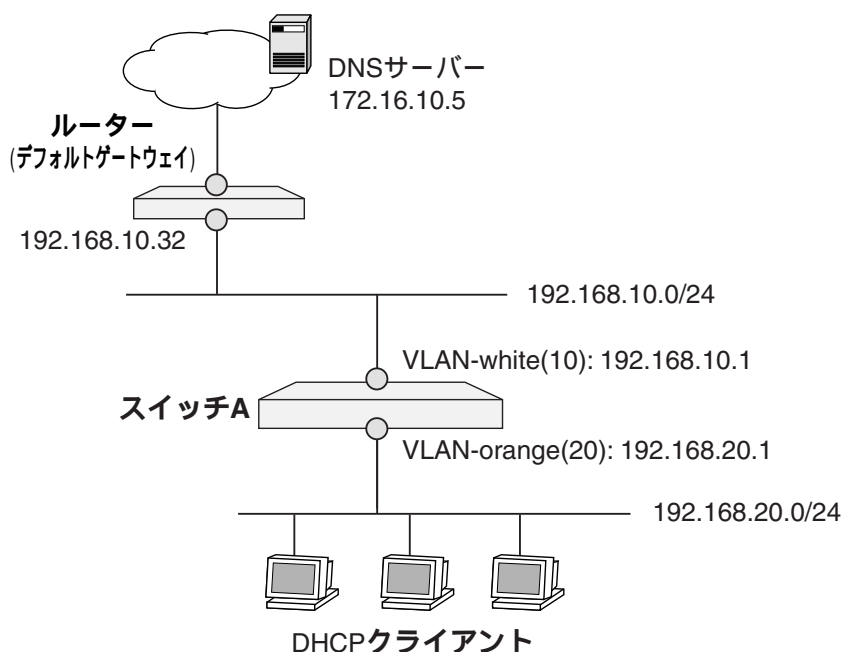 DNSサーバー
172.16.10.5
ルーター
(デフォルトゲートウェイ)
192.168.10.32
192.168.10.0/24
VLAN-white(10): 192.168.10.1
スイッチA
VLAN-orange(20): 192.168.20.1
192.168.20.0/24
DHCPクライアント